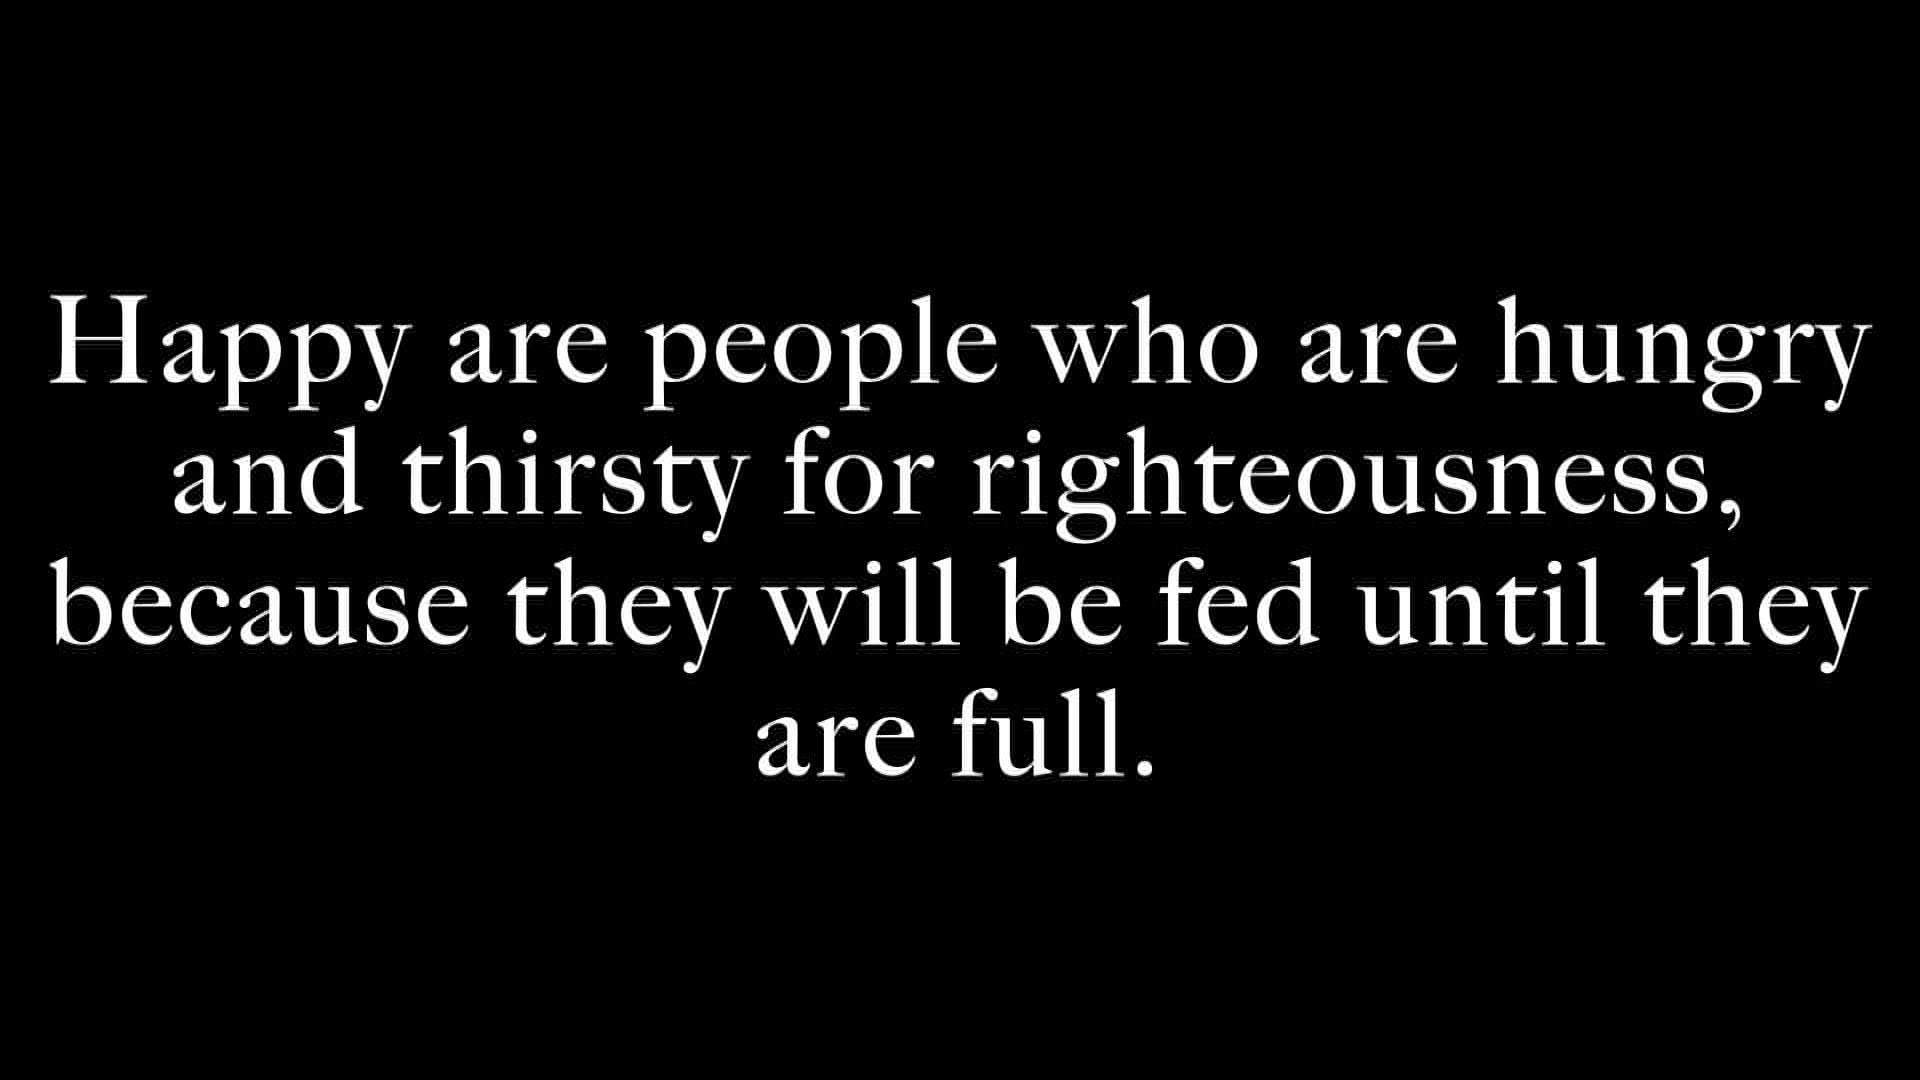 Happy are people who are hungry
and thirsty for righteousness,
because they will be fed until they
are full.